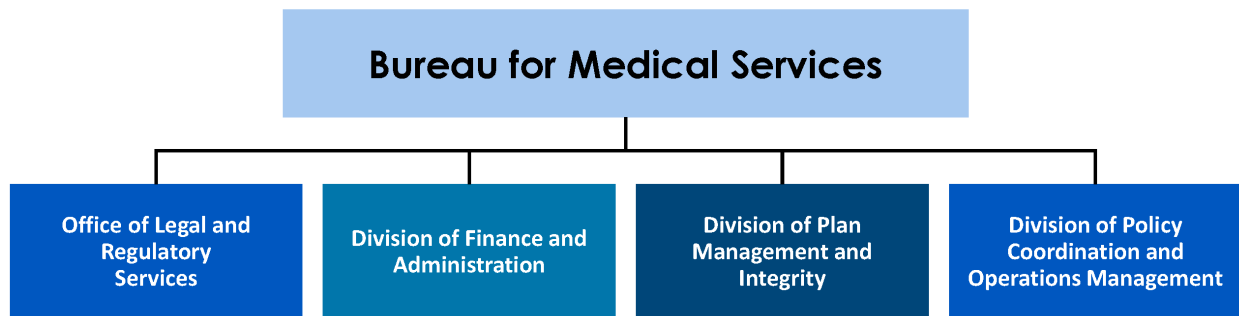 Bureau for Medical Services
Office of Legal and
Regulatory
Services
Division of Finance and
Administration
Division of Plan
Management and
Integrity
Division of Policy
Coordination and
Operations Management